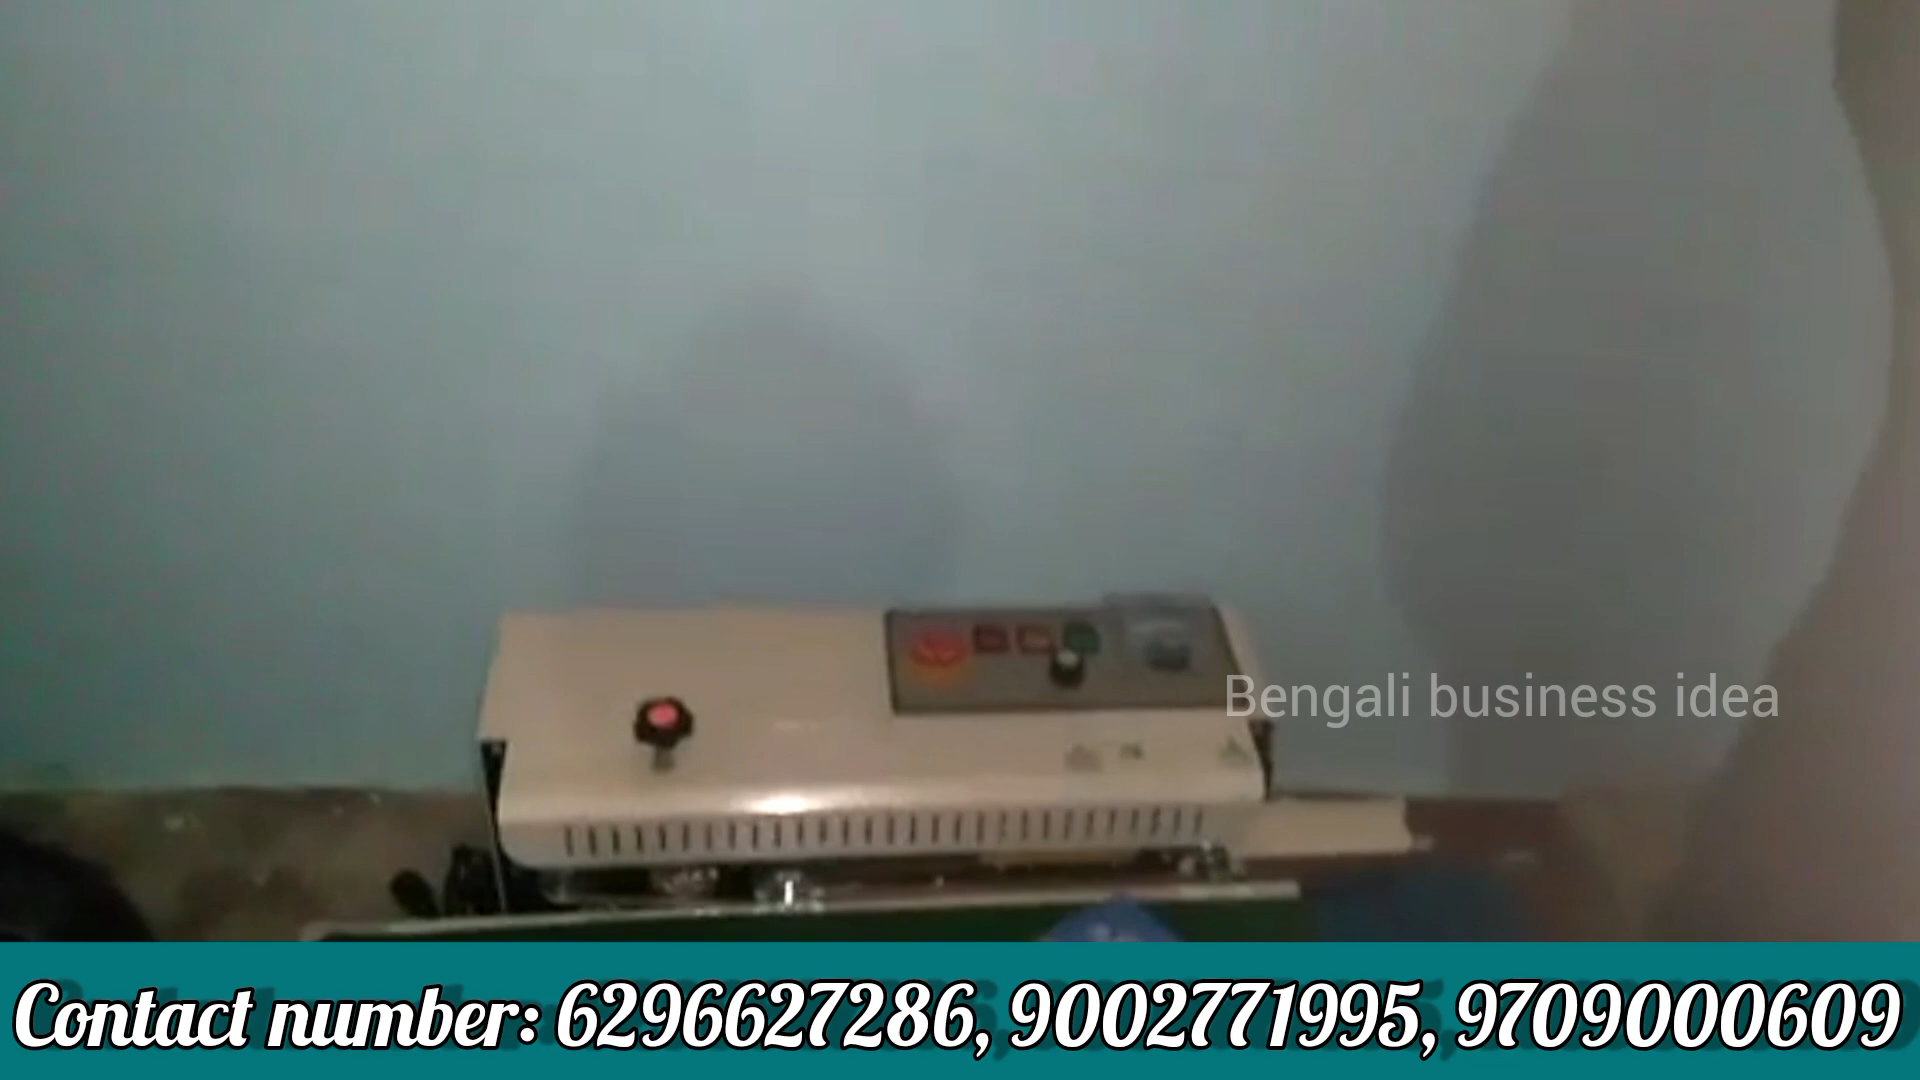 Bengali business idea
Contact number: 6296627286, 9002771995, 9709000609